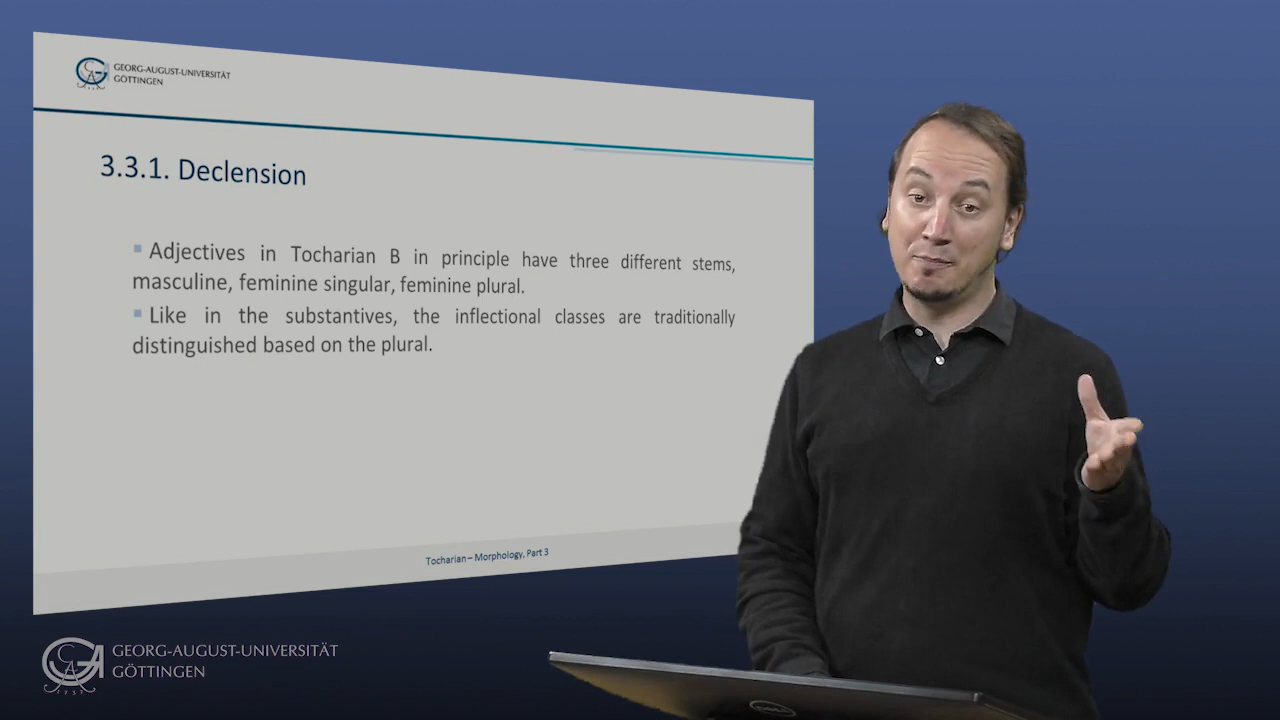 GEORG-AUGUST-UNIVERSITÄT
GÖTTINGEN
3.3.1. Declension
Adjectives in Tocharian B in principle have three different stems,
masculine, feminine singular, feminine plural.
Like in the substantives, the inflectional classes are traditionally
distinguished based on the plural.
Tocharian – Morphology, Part 3
GEORG-AUGUST-UNIVERSITÄT
GÖTTINGEN